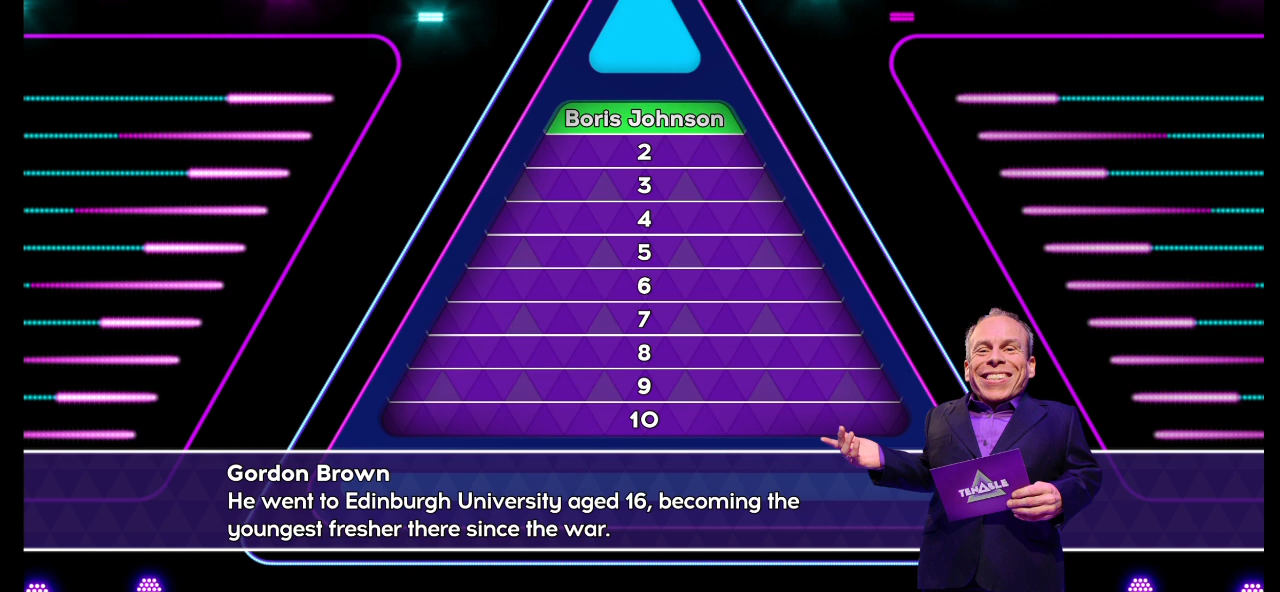 Boris Johnson
2
3
4
5
6
7
8
9
10
Gordon Brown
He went to Edinburgh University aged 16, becoming the
youngest fresher there since the war.
TENABLE